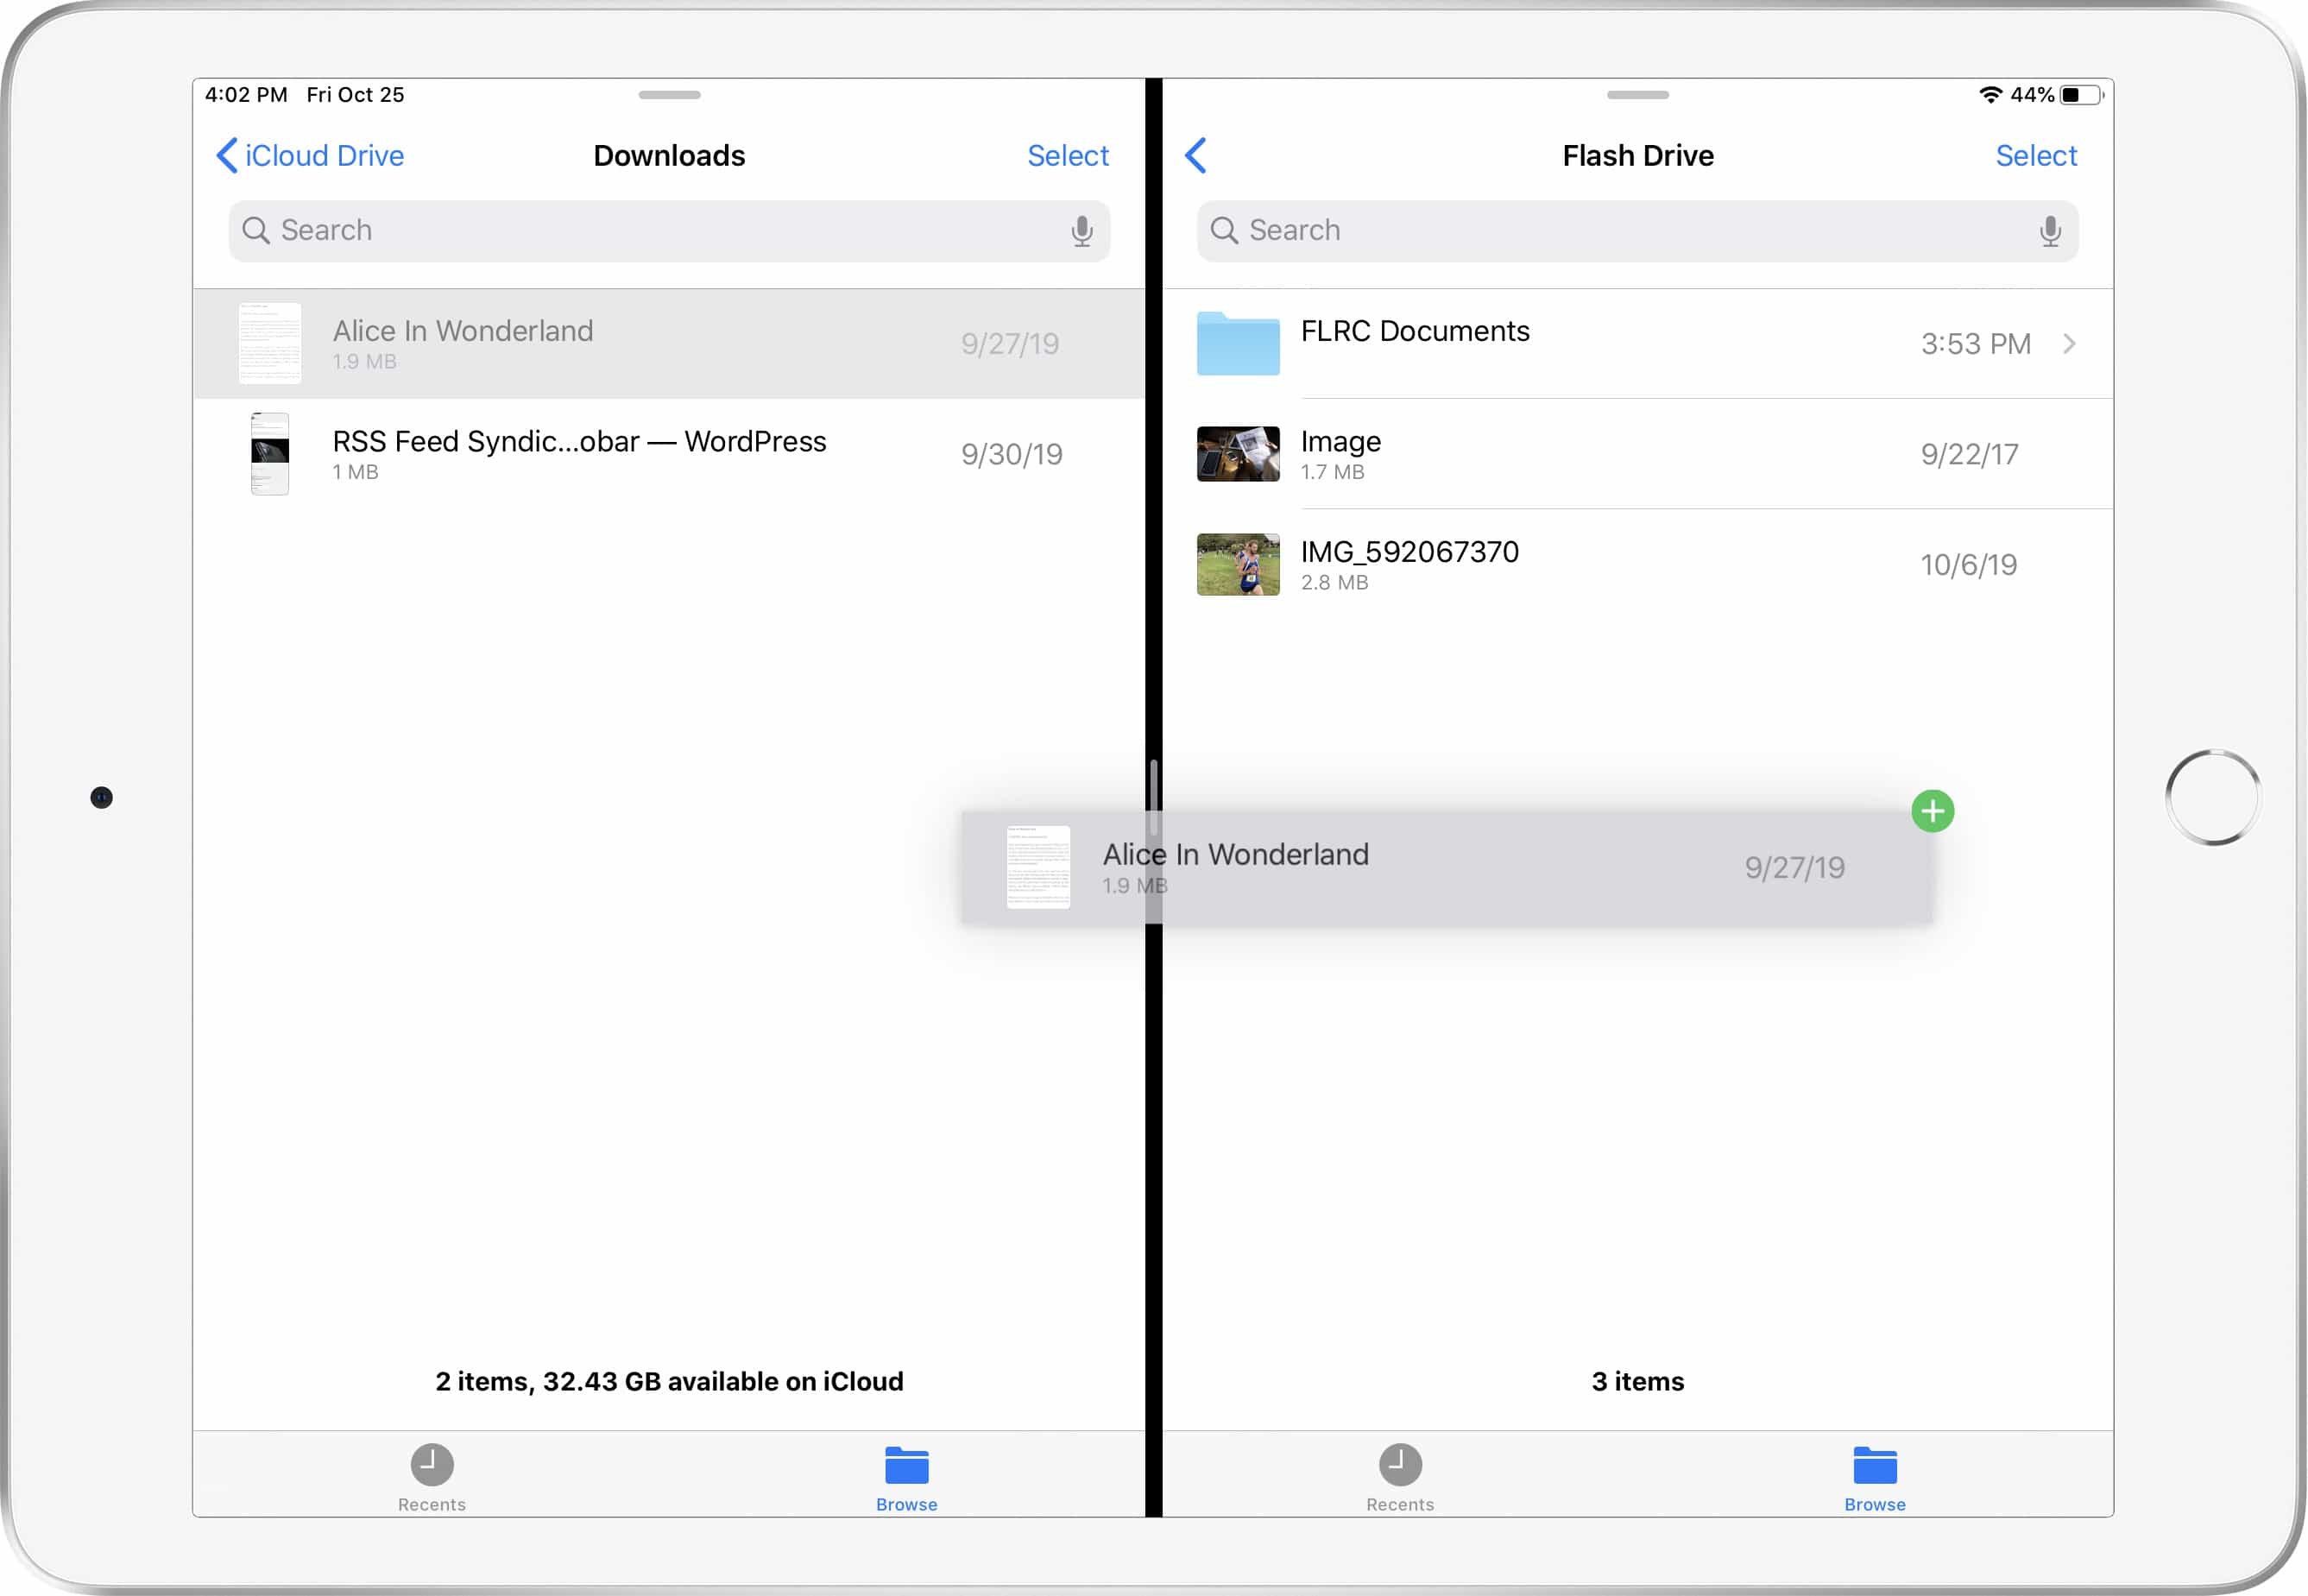 4:02 PM Fri Oct 25
44%
iCloud Drive
Downloads
Select
Search
Alice In Wonderland
1.9 MB
9/27/19
RSS Feed Syndic...obar — WordPress
1 MB
9/30/19
2 items, 32.43 GB available on iCloud
Recents
Browse
Flash Drive
Select
Search
FLRC Documents
3:53 PM
Image
1.7 MB
9/22/17
IMG_592067370
2.8 MB
10/6/19
Alice In Wonderland
1.9 MB
9/27/19
3 items
Recents
Browse